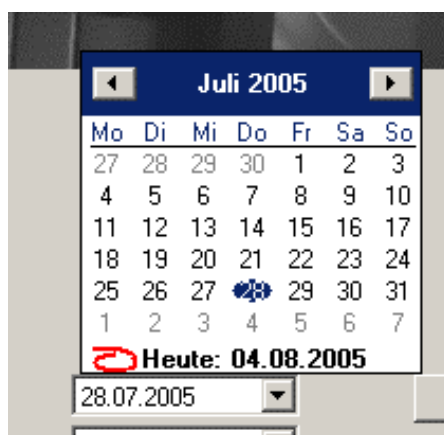 Juli 2005
Mo Di Mi Do Fr Sa So
27 28 29 30 1 2 3
4 5 6 7 8 9 10
11 12 13 14 15 16 17
18 19 20 21 22 23 24
25 26 27 28 29 30 31
1 2 3 4 5 6 7
Heute: 04.08.2005
28.07.2005